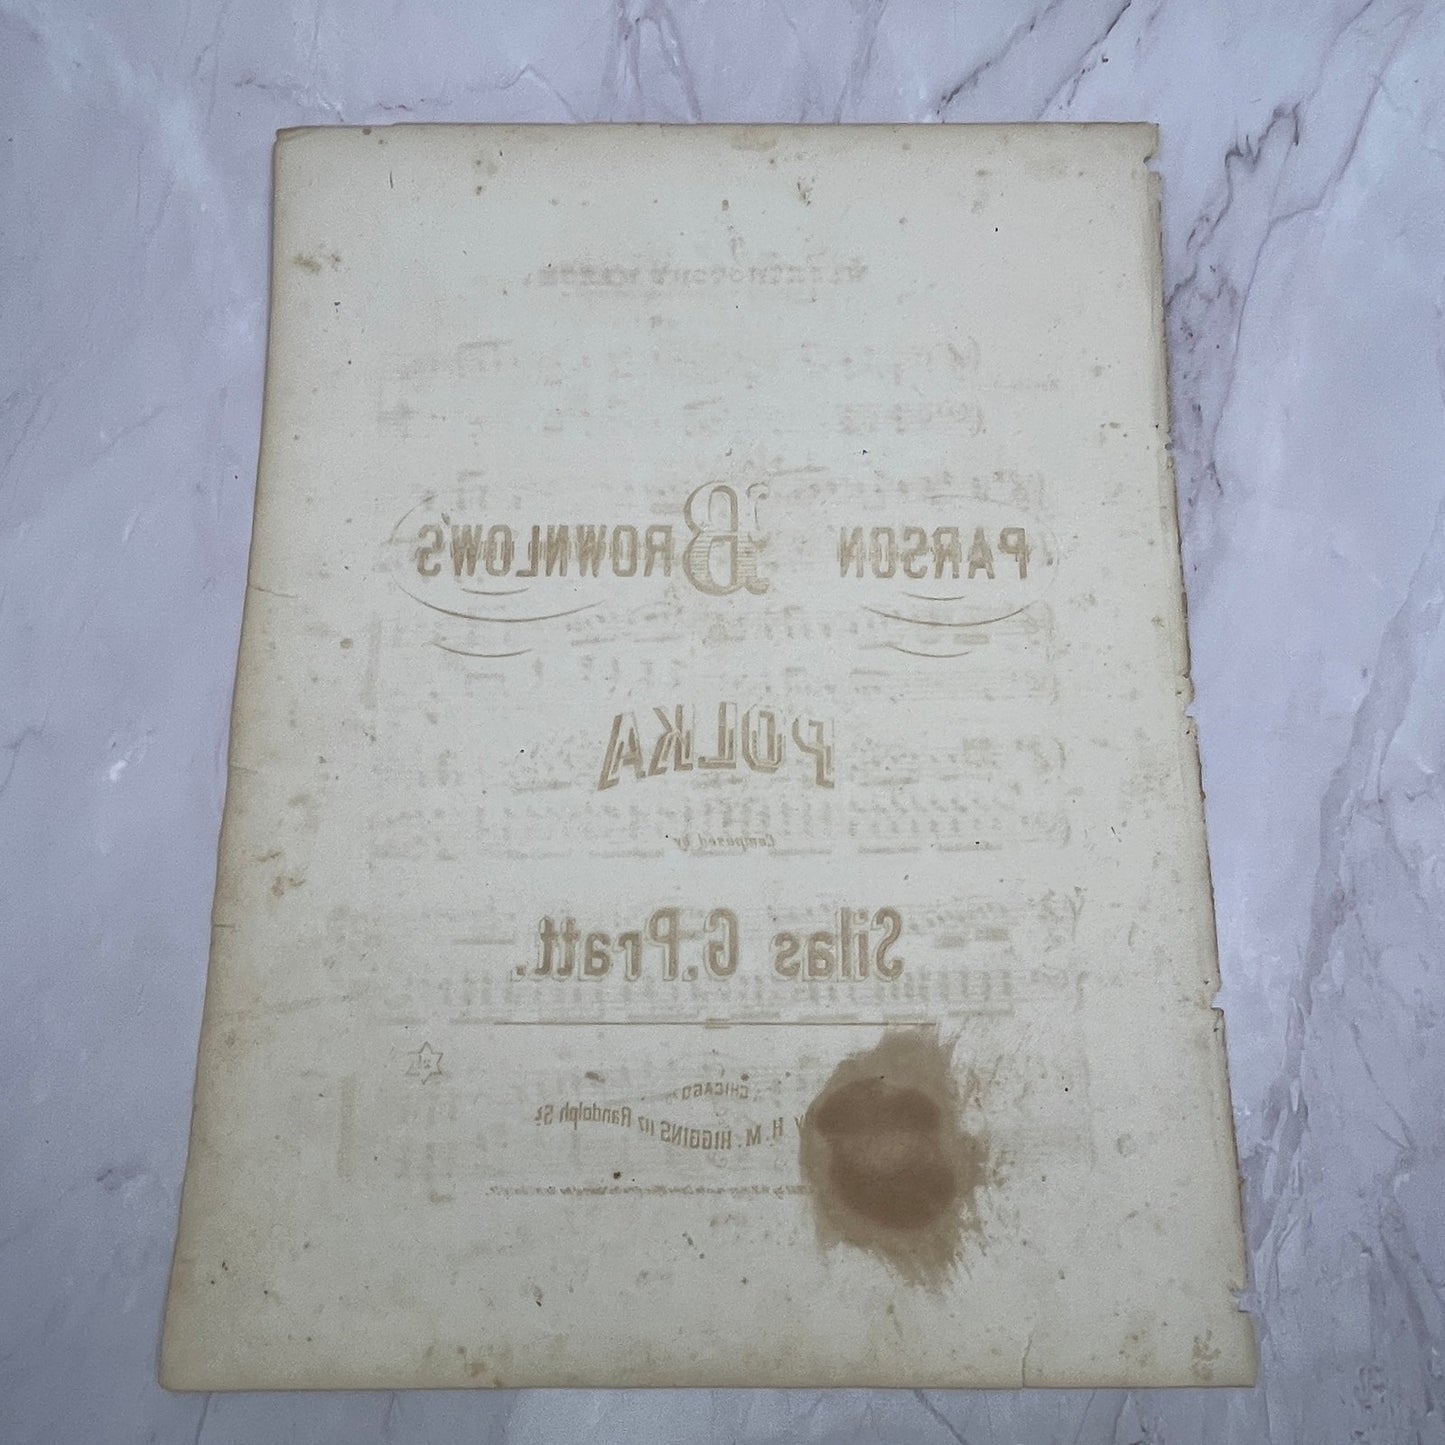 PARSON BROWNLOW'S
POLKA
Composed by
Silas G. Pratt.
CHICAGO
H. M. HIGGINS 117 Randolph St.